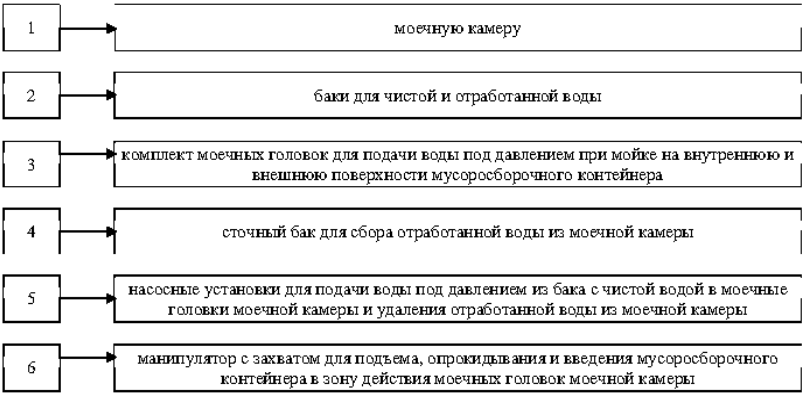 1
моечную камеру
2
баки для чистой и отработанной воды
3
комплект моечных головок для подачи воды под давлением при мойке на внутреннюю и
внешнюю поверхности мусоросборочного контейнера
4
сточный бак для сбора отработанной воды из моечной камеры
5
насосные установки для подачи воды под давлением из бака с чистой водой в моечные
головки моечной камеры и удаления отработанной воды из моечной камеры
6
манипулятор с захватом для подъема, опрокидывания и введения мусоросборочного
контейнера в зону действия моечных головок моечной камеры